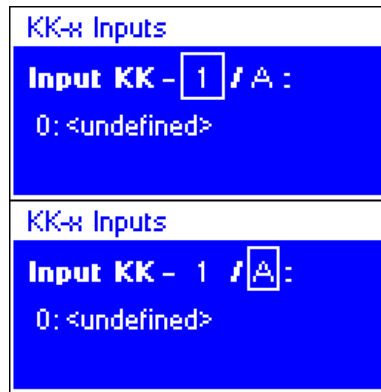 KK-x Inputs
Input KK - 1 / A :
0: <undefined>
KK-x Inputs
Input KK - 1 / A :
0: <undefined>